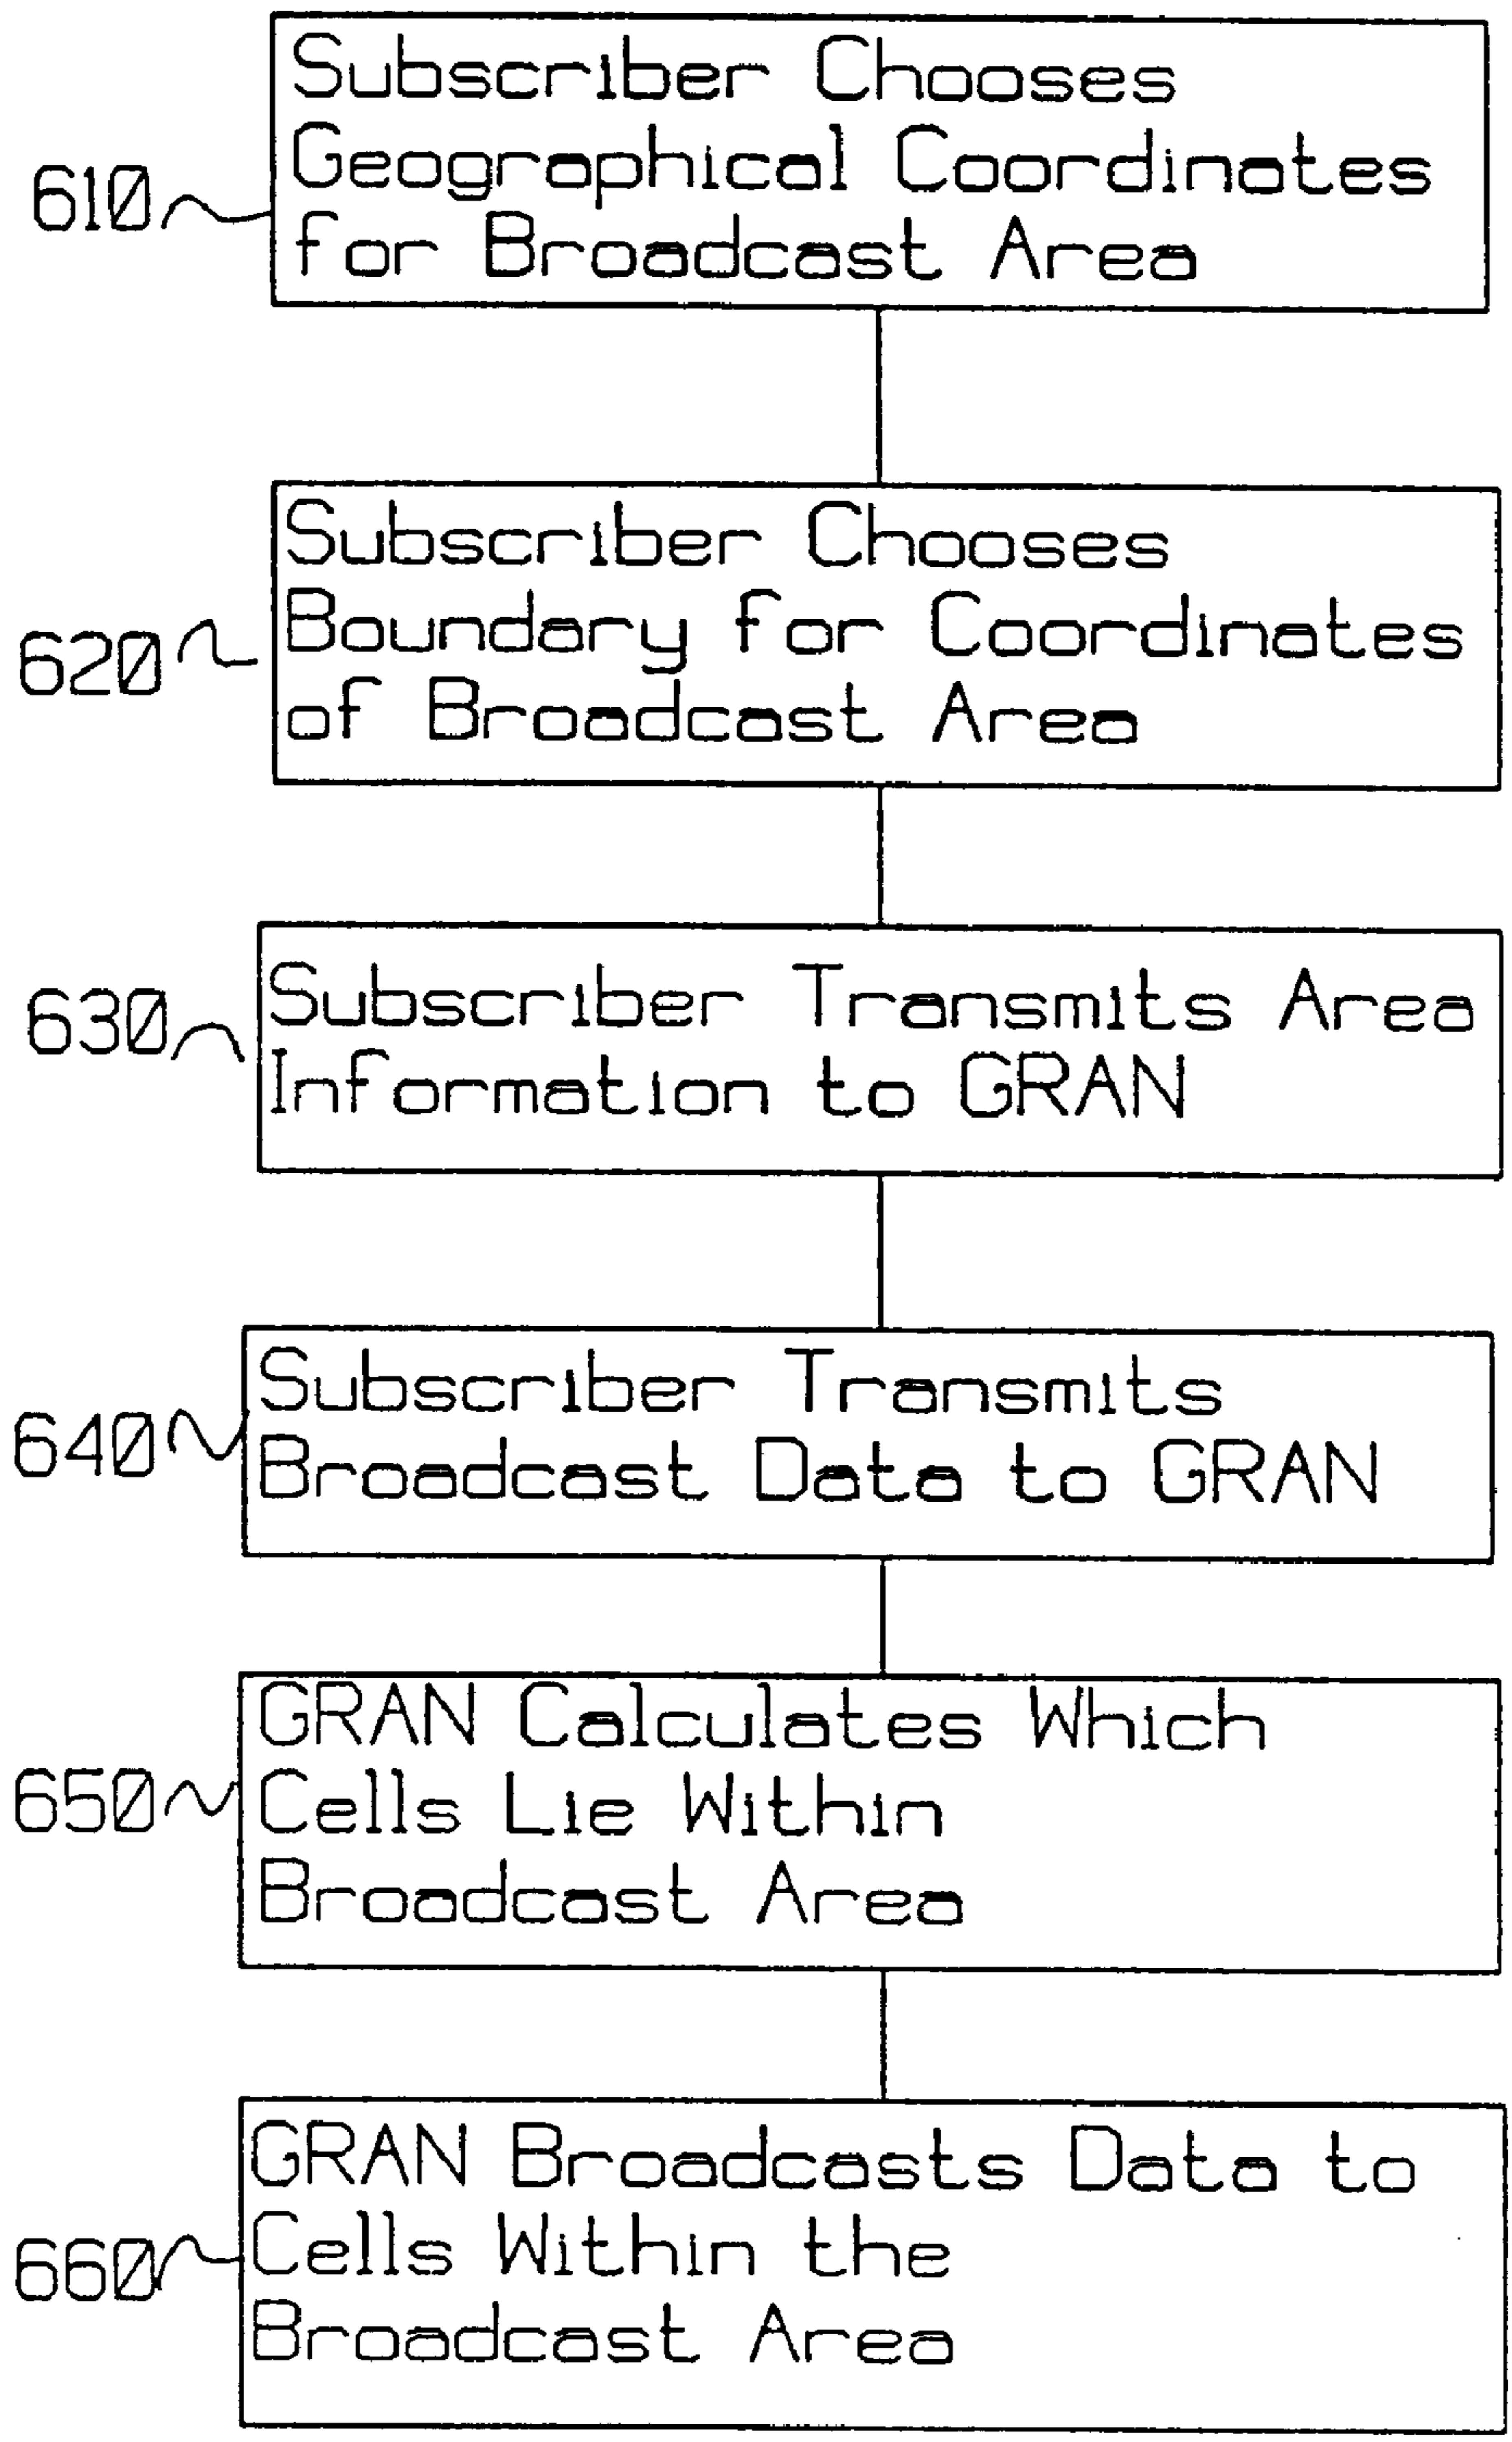 Subscriber Chooses
Geographical Coordinates
for Broadcast Area
610
Subscriber Chooses
Boundary for Coordinates
of Broadcast Area
620
Subscriber Transmits Area
Information to GRAN
630
Subscriber Transmits
Broadcast Data to GRAN
640
GRAN Calculates Which
Cells Lie Within
Broadcast Area
650
GRAN Broadcasts Data to
Cells Within the
Broadcast Area
660